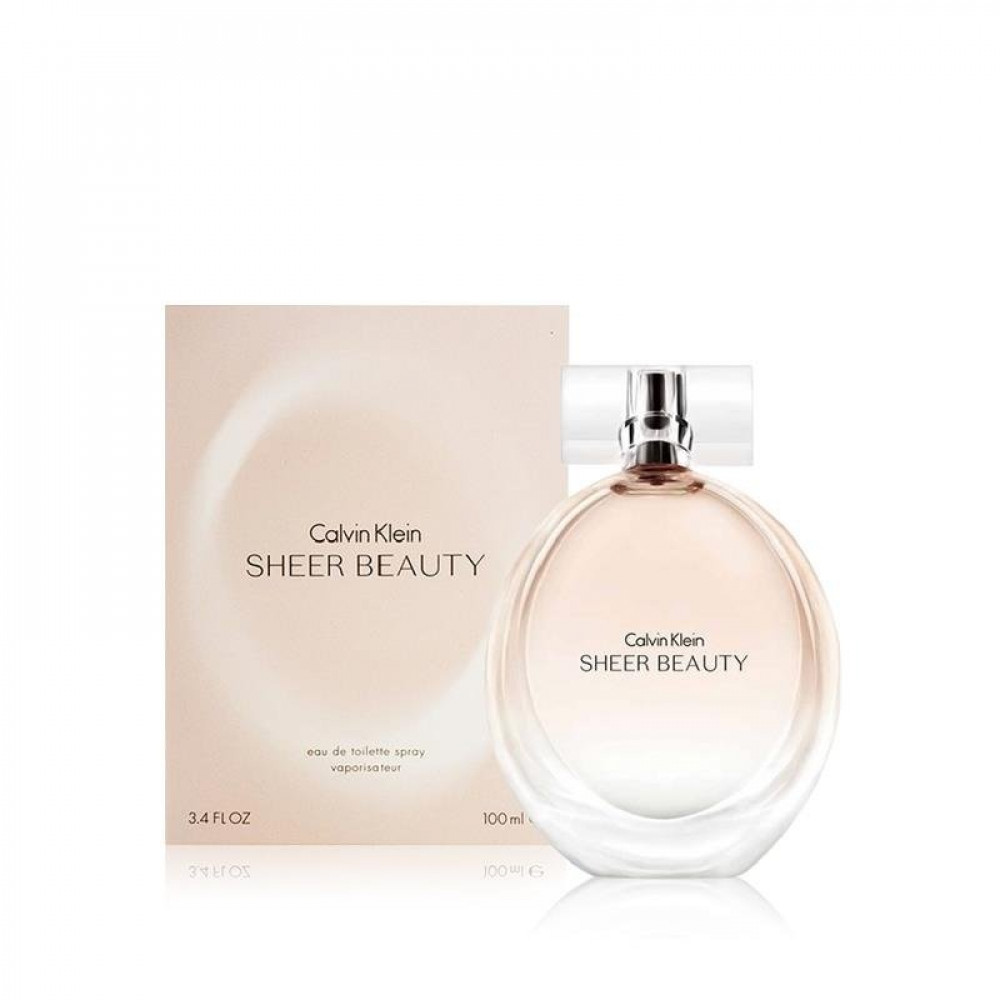 Calvin Klein
SHEER BEAUTY
eau de toilette spray
vaporisateur
3.4 FL OZ
100 ml
Calvin Klein
SHEER BEAUTY